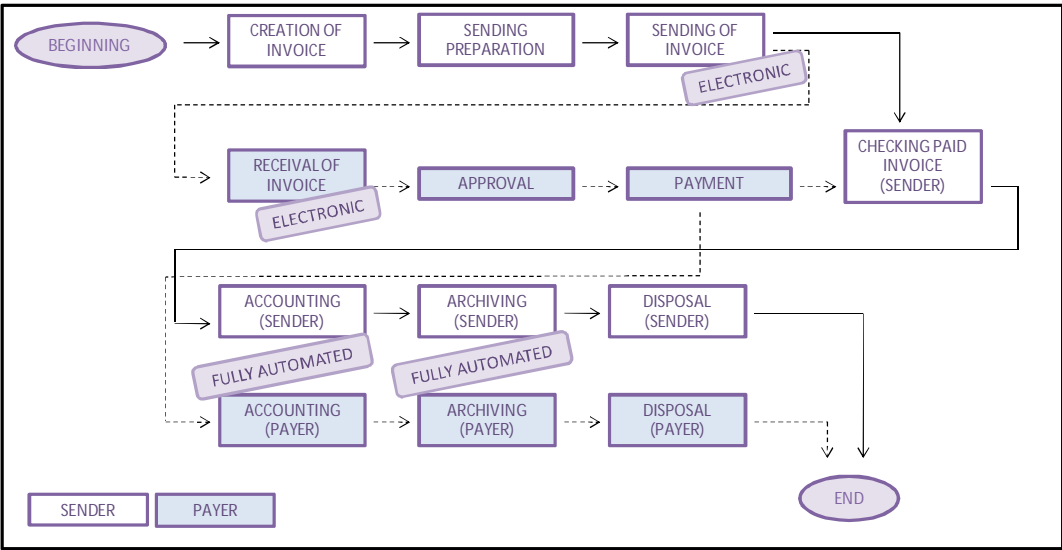 BEGINNING
CREATION OF
INVOICE
SENDING
PREPARATION
SENDING OF
INVOICE
ELECTRONIC
RECEIVAL OF
INVOICE
ELECTRONIC
APPROVAL
PAYMENT
CHECKING PAID
INVOICE
(SENDER)
ACCOUNTING
(SENDER)
ARCHIVING
(SENDER)
DISPOSAL
(SENDER)
FULLY AUTOMATED
FULLY AUTOMATED
ACCOUNTING
(PAYER)
ARCHIVING
(PAYER)
DISPOSAL
(PAYER)
END
SENDER
PAYER